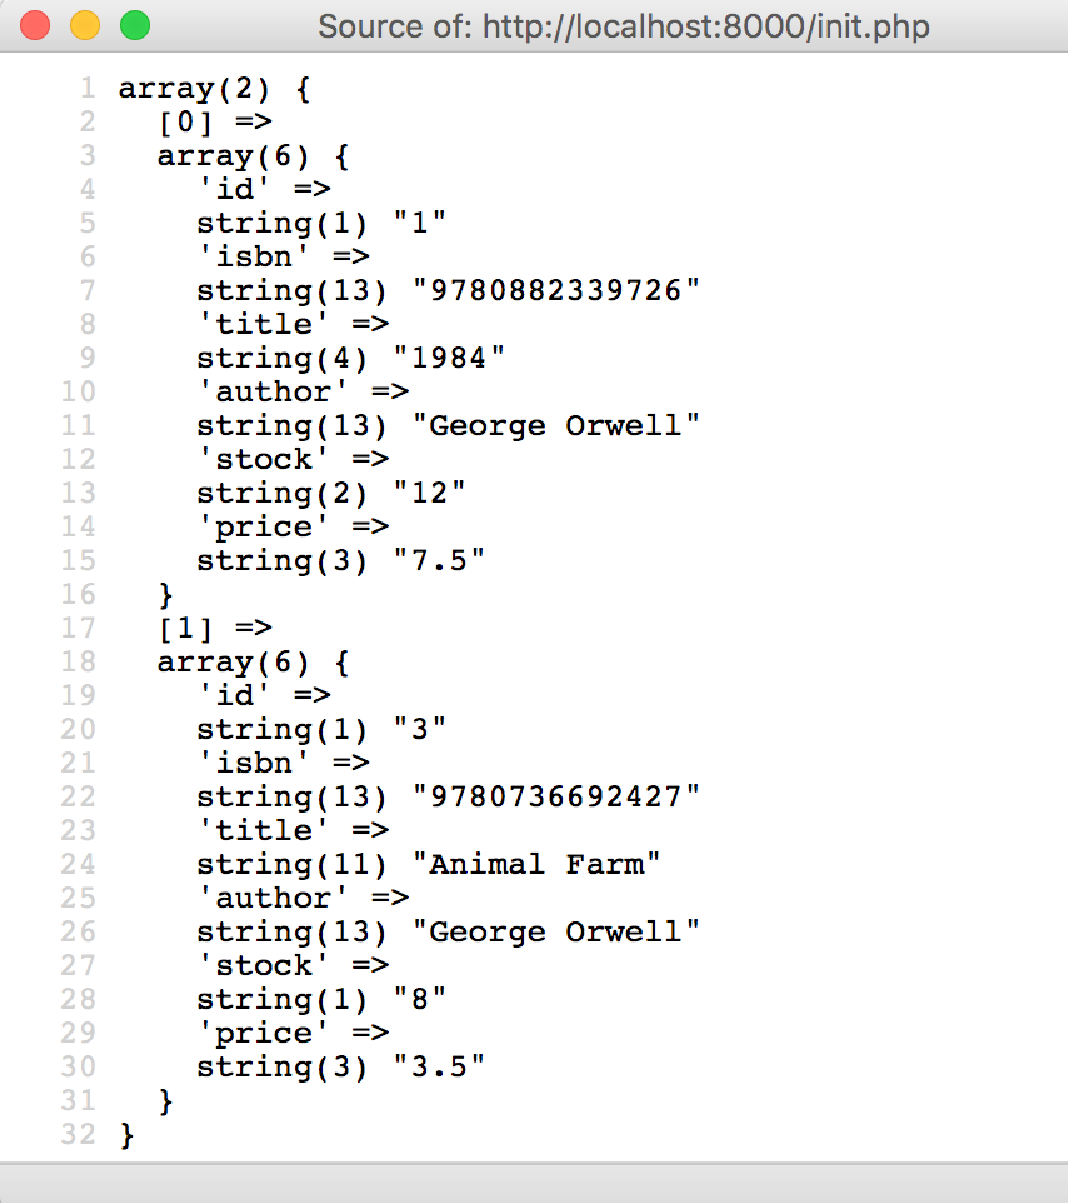 Source of: http://localhost:8000/init.php
1 array(2) {
2   [0] =>
3   array(6) {
4     'id' =>
5     string(1) "1"
6     'isbn' =>
7     string(13) "9780882339726"
8     'title' =>
9     string(4) "1984"
10     'author' =>
11     string(13) "George Orwell"
12     'stock' =>
13     string(2) "12"
14     'price' =>
15     string(3) "7.5"
16   }
17   [1] =>
18   array(6) {
19     'id' =>
20     string(1) "3"
21     'isbn' =>
22     string(13) "9780736692427"
23     'title' =>
24     string(11) "Animal Farm"
25     'author' =>
26     string(13) "George Orwell"
27     'stock' =>
28     string(1) "8"
29     'price' =>
30     string(3) "3.5"
31   }
32 }